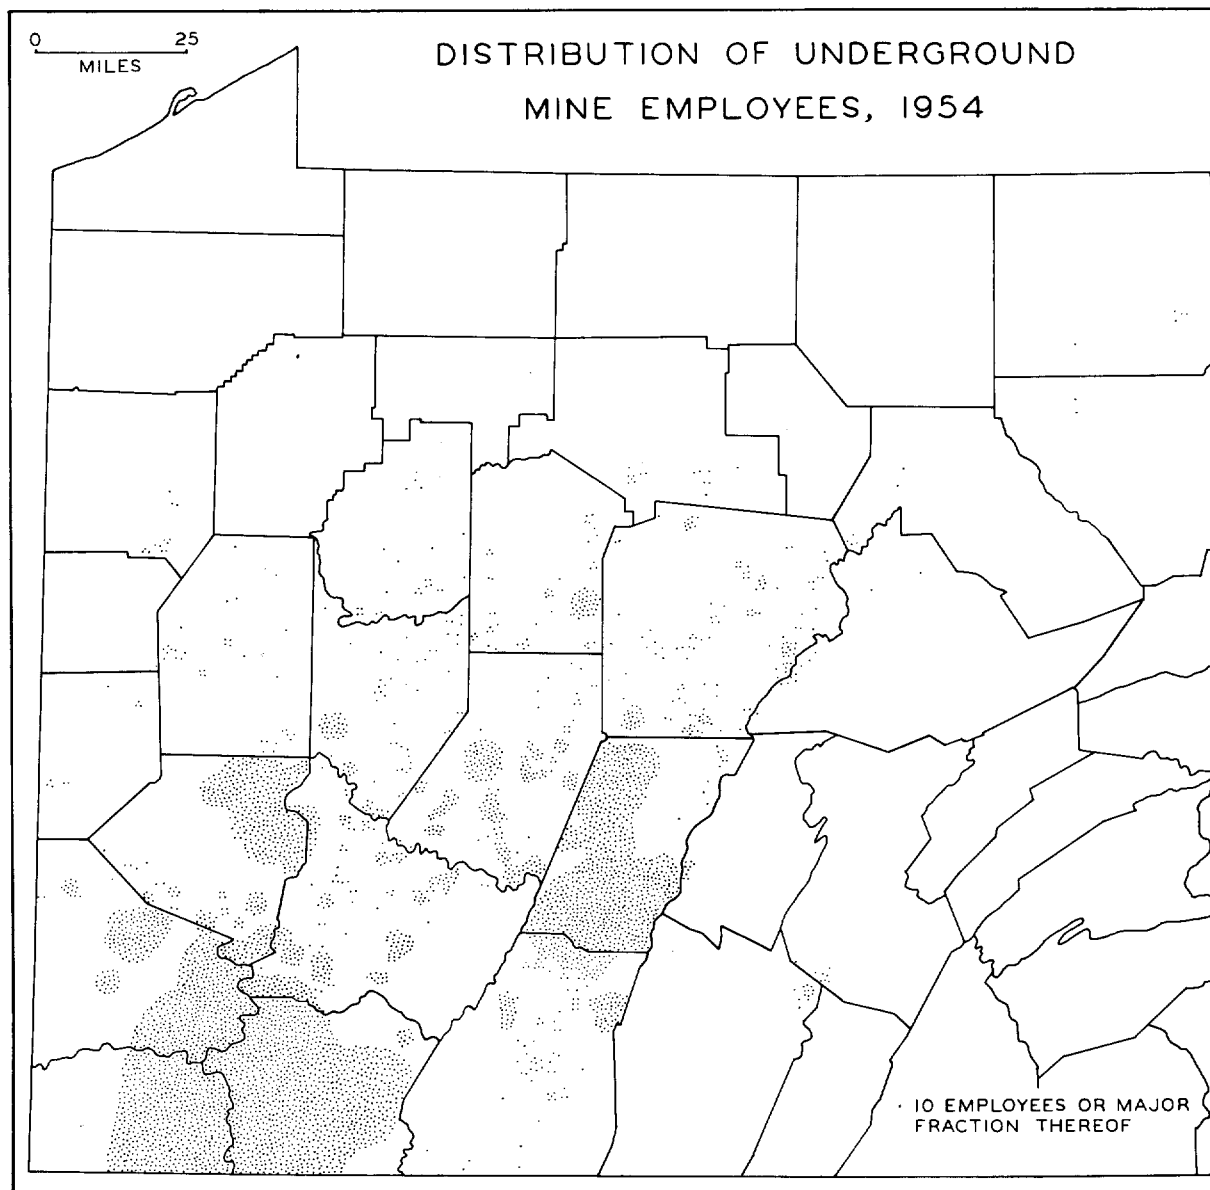 0 25
MILES
DISTRIBUTION OF UNDERGROUND
MINE EMPLOYEES, 1954
· 10 EMPLOYEES OR MAJOR
FRACTION THEREOF